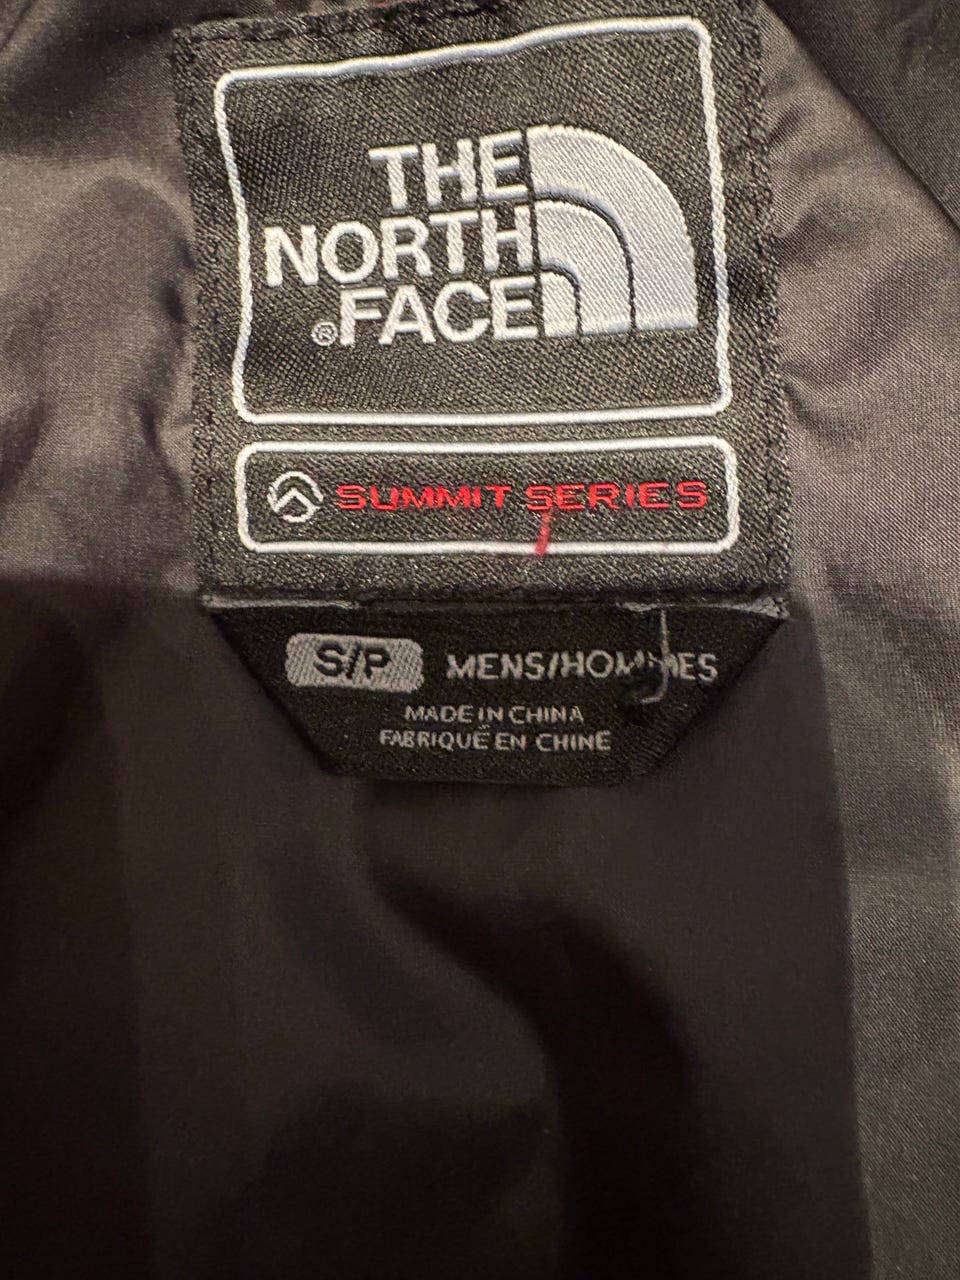 THE
NORTH
®FACE
SUMMIT SERIES
S/P MENS/HOMMES
MADE IN CHINA
FABRIQUÉ EN CHINE